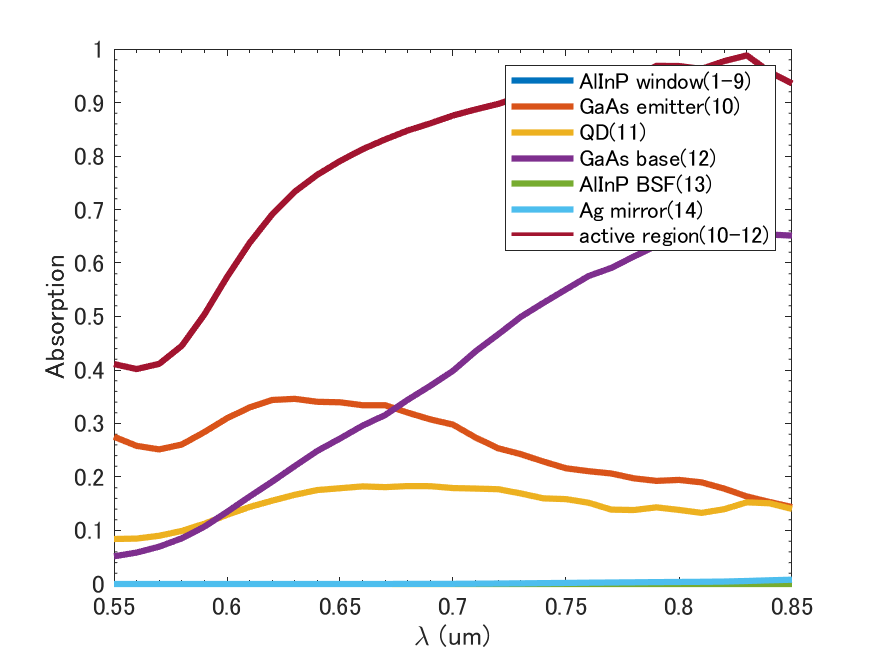 1
0.9
0.8
0.7
0.6
0.5
0.4
0.3
0.2
0.1
0
Absorption
AlInP window(1-9)
GaAs emitter(10)
QD(11)
GaAs base(12)
AlInP BSF(13)
Ag mirror(14)
active region(10-12)
0.55 0.6 0.65 0.7 0.75 0.8 0.85
λ (um)